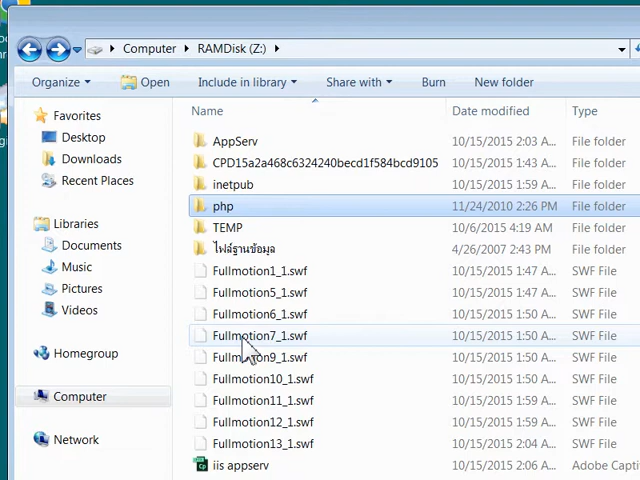 Computer RAMDisk (Z:)
Organize Open Include in library Share with Burn New folder
Name Date modified Type
Favorites
Desktop
Downloads
Recent Places
Libraries
Documents
Music
Pictures
Videos
Homegroup
Computer
Network
AppServ 10/15/2015 2:03 A... File folder
CPD15a2a468c6324240becd1f584bcd9105 10/15/2015 1:43 A... File folder
inetpub 10/15/2015 1:59 A... File folder
php 11/24/2010 2:26 PM File folder
TEMP 10/6/2015 4:19 AM File folder
ไฟล์ฐานข้อมูล 4/26/2007 2:43 PM File folder
Fullmotion1_1.swf 10/15/2015 1:47 A... SWF File
Fullmotion5_1.swf 10/15/2015 1:47 A... SWF File
Fullmotion6_1.swf 10/15/2015 1:50 A... SWF File
Fullmotion7_1.swf 10/15/2015 1:50 A... SWF File
Fullmotion9_1.swf 10/15/2015 1:50 A... SWF File
Fullmotion10_1.swf 10/15/2015 1:50 A... SWF File
Fullmotion11_1.swf 10/15/2015 1:59 A... SWF File
Fullmotion12_1.swf 10/15/2015 1:59 A... SWF File
Fullmotion13_1.swf 10/15/2015 2:04 A... SWF File
iis appserv 10/15/2015 2:06 A... Adobe Capti